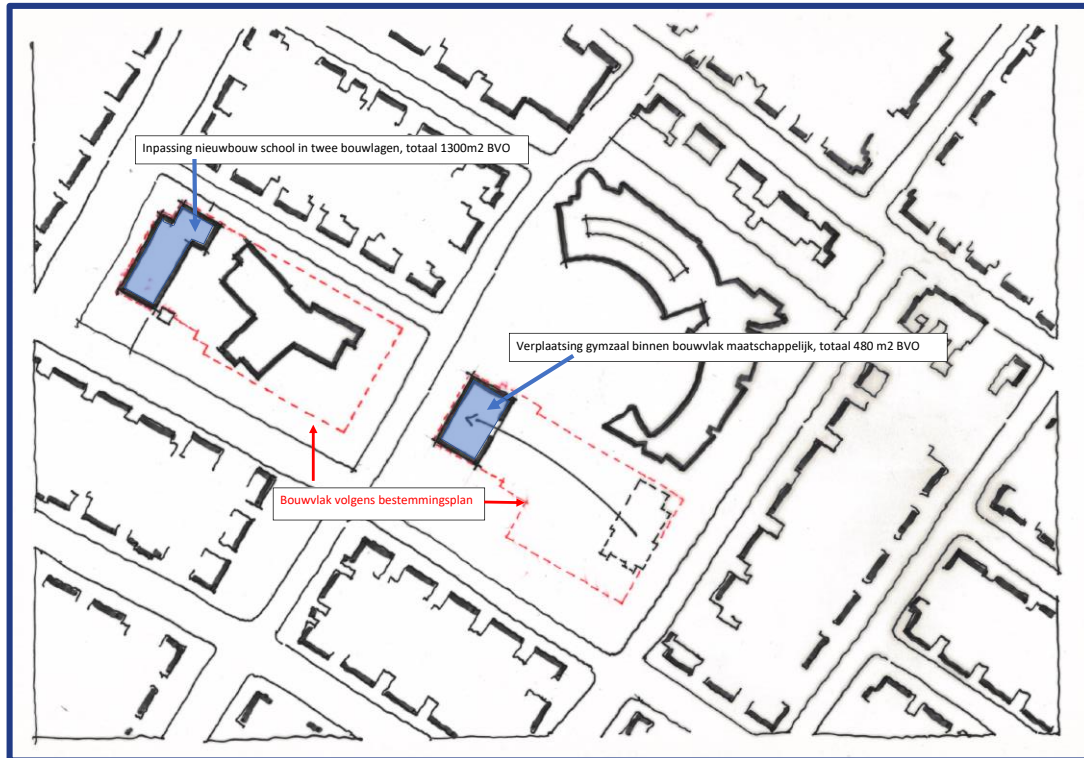 Inpassing nieuwbouw school in twee bouwlagen, totaal 1300m2 BVO
Verplaatsing gymzaal binnen bouwvlak maatschappelijk, totaal 480 m2 BVO
Bouwvlak volgens bestemmingsplan